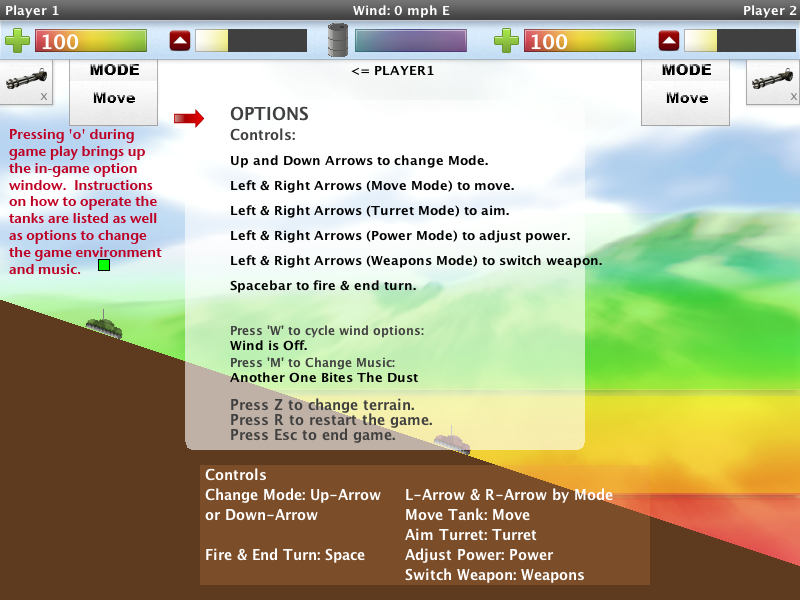 Player 1
Wind: 0 mph E
Player 2
100
100
<= PLAYER1
MODE
Move
x
MODE
Move
x
Pressing 'o' during
game play brings up
the in-game option
window. Instructions
on how to operate the
tanks are listed as well
as options to change
the game environment
and music.
OPTIONS
Controls:
Up and Down Arrows to change Mode.
Left & Right Arrows (Move Mode) to move.
Left & Right Arrows (Turret Mode) to aim.
Left & Right Arrows (Power Mode) to adjust power.
Left & Right Arrows (Weapons Mode) to switch weapon.
Spacebar to fire & end turn.
Press 'W' to cycle wind options:
Wind is Off.
Press 'M' to Change Music:
Another One Bites The Dust
Press Z to change terrain.
Press R to restart the game.
Press Esc to end game.
Controls
Change Mode: Up-Arrow
or Down-Arrow
Fire & End Turn: Space
L-Arrow & R-Arrow by Mode
Move Tank: Move
Aim Turret: Turret
Adjust Power: Power
Switch Weapon: Weapons